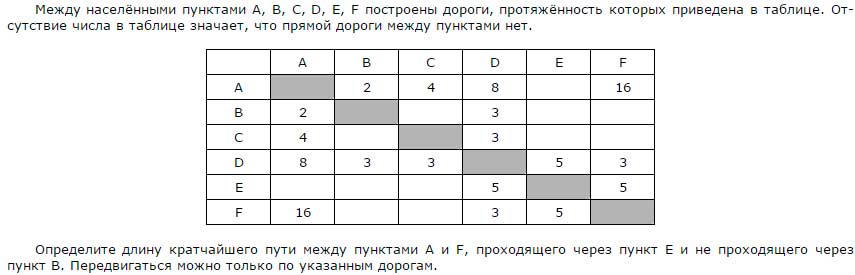 Между населёнными пунктами A, B, C, D, E, F построены дороги, протяжённость которых приведена в таблице. От-
сутствие числа в таблице значает, что прямой дороги между пунктами нет.
A B C D E F
A 2 4 8 16
B 2 3
C 4 3
D 8 3 3 5 3
E 5 5
F 16 3 5
Определите длину кратчайшего пути между пунктами A и F, проходящего через пункт E и не проходящего через
пункт B. Передвигаться можно только по указанным дорогам.